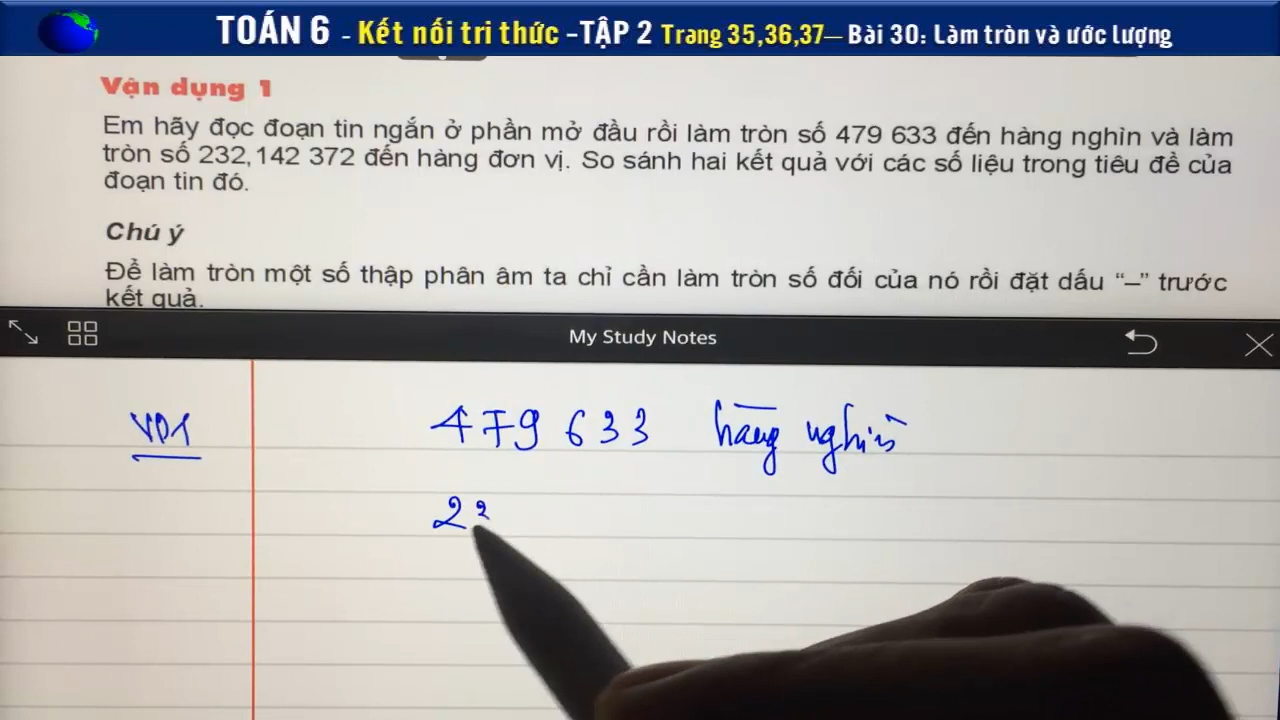 TOÁN 6 - Kết nối tri thức -TẬP 2 Trang 35,36,37– Bài 30: Làm tròn và ước lượng
Vận dụng 1
Em hãy đọc đoạn tin ngắn ở phần mở đầu rồi làm tròn số 479 633 đến hàng nghìn và làm
tròn số 232,142 372 đến hàng đơn vị. So sánh hai kết quả với các số liệu trong tiêu đề của
đoạn tin đó.
Chú ý
Để làm tròn một số thập phân âm ta chỉ cần làm tròn số đối của nó rồi đặt dấu “–” trước
kết quả.
My Study Notes
VD1 479 633 hàng nghìn
2